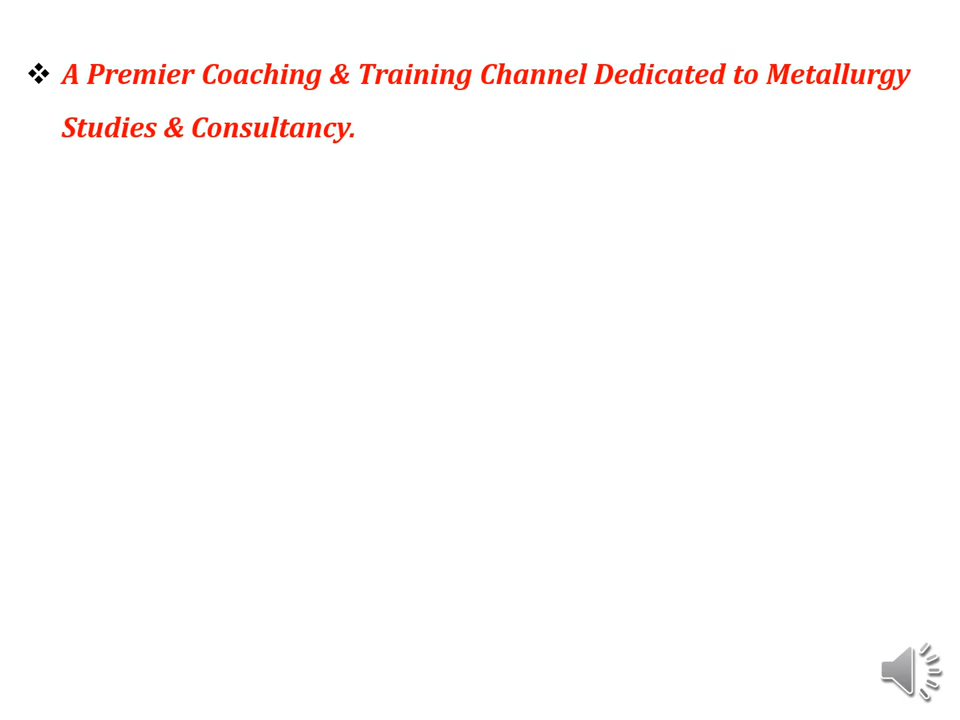 ❖ A Premier Coaching & Training Channel Dedicated to Metallurgy
Studies & Consultancy.